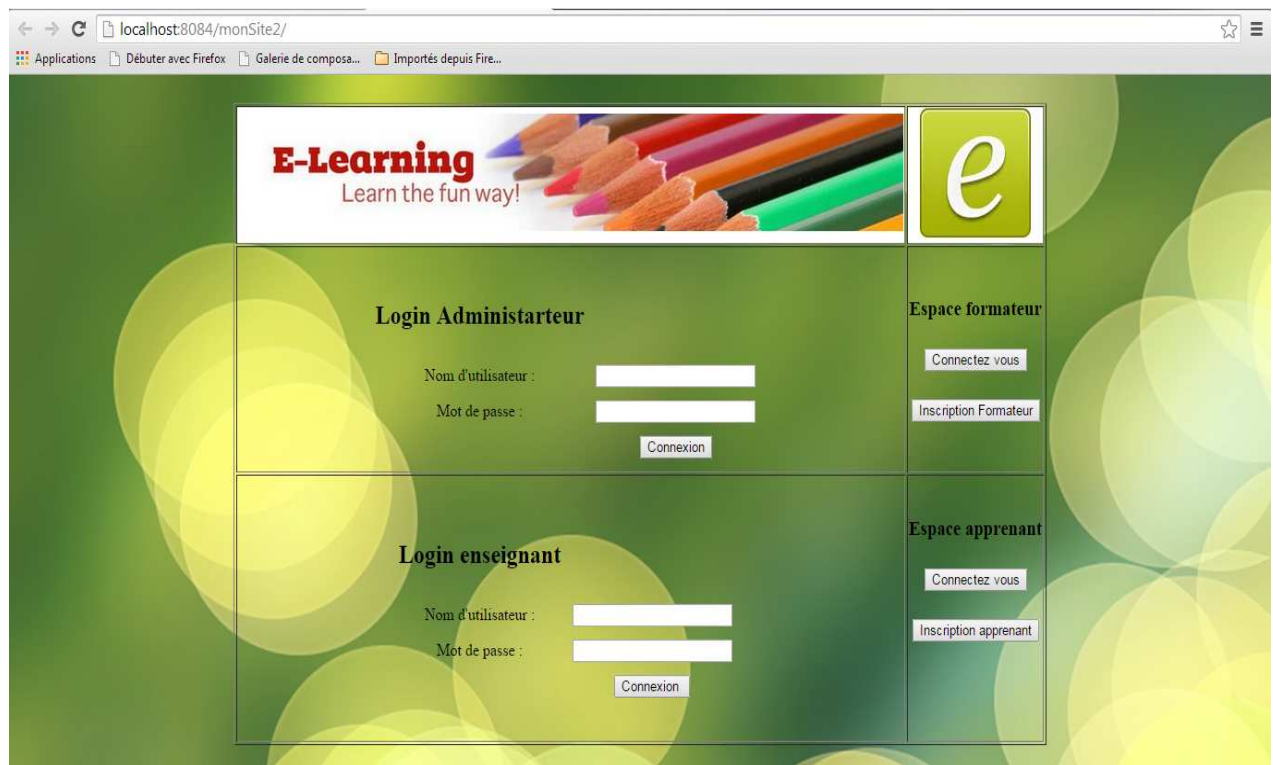 localhost:8084/monSite2/
Applications Débuter avec Firefox Galerie de composa... Importés depuis Fire...
E-Learning
Learn the fun way!
e
Login Administarteur
Nom d'utilisateur :
Mot de passe :
Connexion
Espace formateur
Connectez vous
Inscription Formateur
Login enseignant
Nom d'utilisateur :
Mot de passe :
Connexion
Espace apprenant
Connectez vous
Inscription apprenant